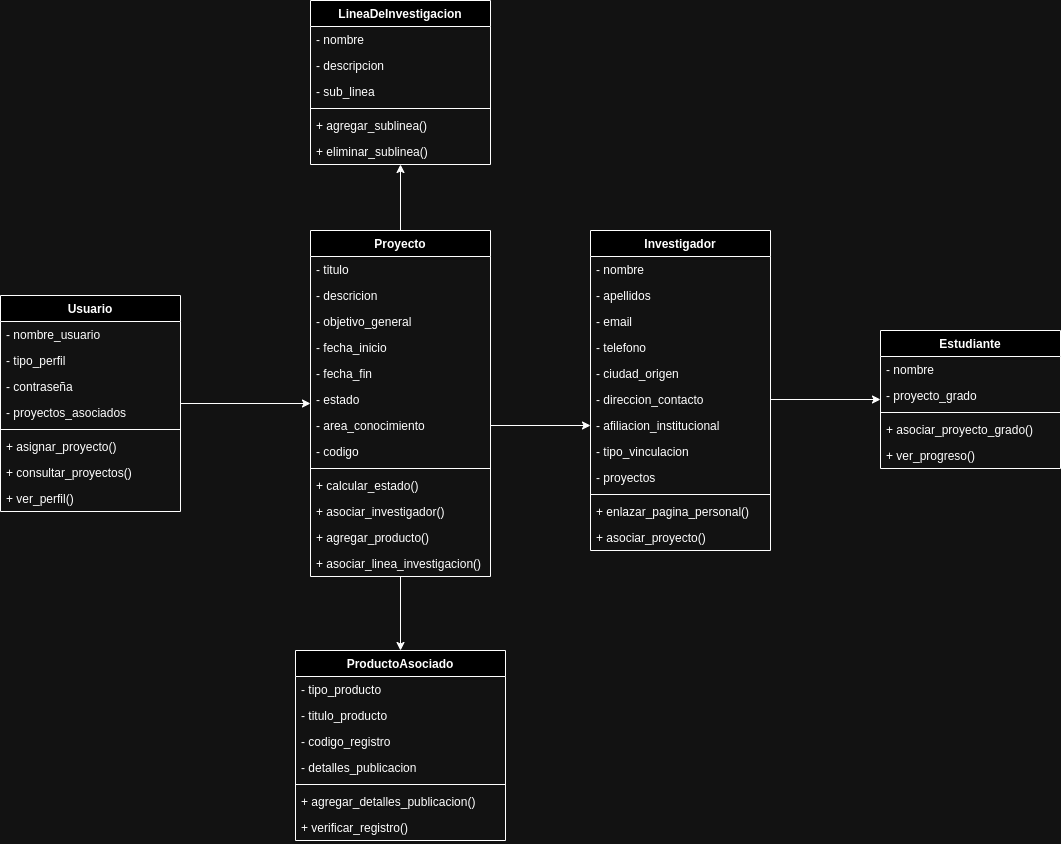 LineaDeInvestigacion
- nombre
- descripcion
- sub_linea
+ agregar_sublinea()
+ eliminar_sublinea()
Usuario
- nombre_usuario
- tipo_perfil
- contraseña
- proyectos_asociados
+ asignar_proyecto()
+ consultar_proyectos()
+ ver_perfil()
Proyecto
- titulo
- descricion
- objetivo_general
- fecha_inicio
- fecha_fin
- estado
- area_conocimiento
- codigo
+ calcular_estado()
+ asociar_investigador()
+ agregar_producto()
+ asociar_linea_investigacion()
Investigador
- nombre
- apellidos
- email
- telefono
- ciudad_origen
- direccion_contacto
- afiliacion_institucional
- tipo_vinculacion
- proyectos
+ enlazar_pagina_personal()
+ asociar_proyecto()
Estudiante
- nombre
- proyecto_grado
+ asociar_proyecto_grado()
+ ver_progreso()
ProductoAsociado
- tipo_producto
- titulo_producto
- codigo_registro
- detalles_publicacion
+ agregar_detalles_publicacion()
+ verificar_registro()